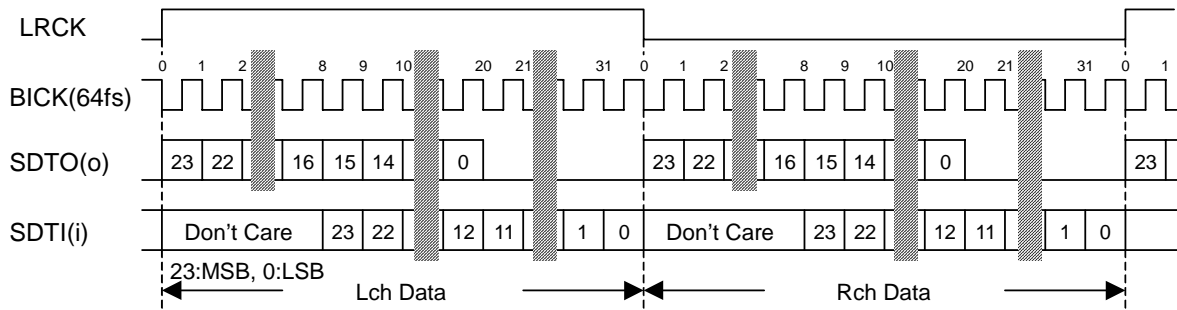 LRCK
0 1 2 8 9 10 20 21 31 0 1 2 8 9 10 20 21 31 0 1
BICK(64fs)
SDTO(o) 23 22 16 15 14 0 23 22 16 15 14 0 23
SDTI(i) Don't Care 23 22 12 11 1 0 Don't Care 23 22 12 11 1 0
23:MSB, 0:LSB
Lch Data Rch Data